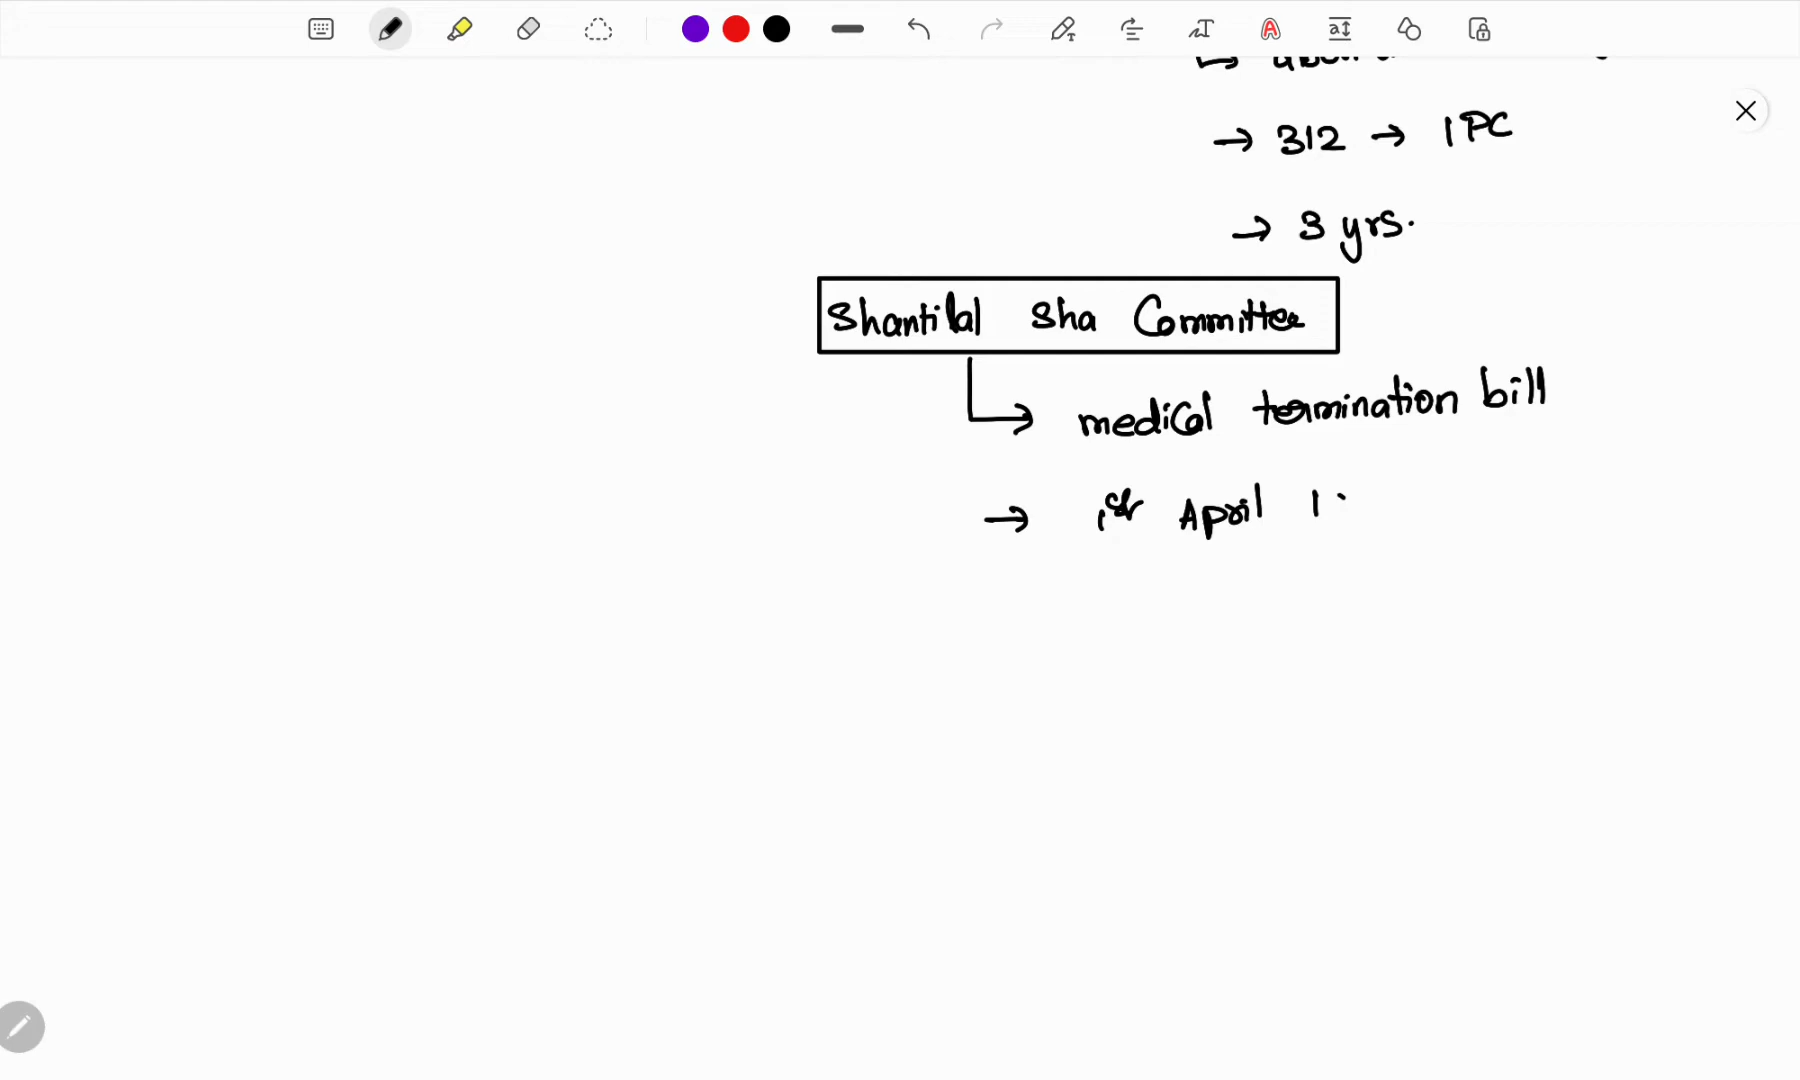 → 312 → IPC
→ 3 yrs.
Shantilal Sha Committee
medical termination bill
→ 1st April 1